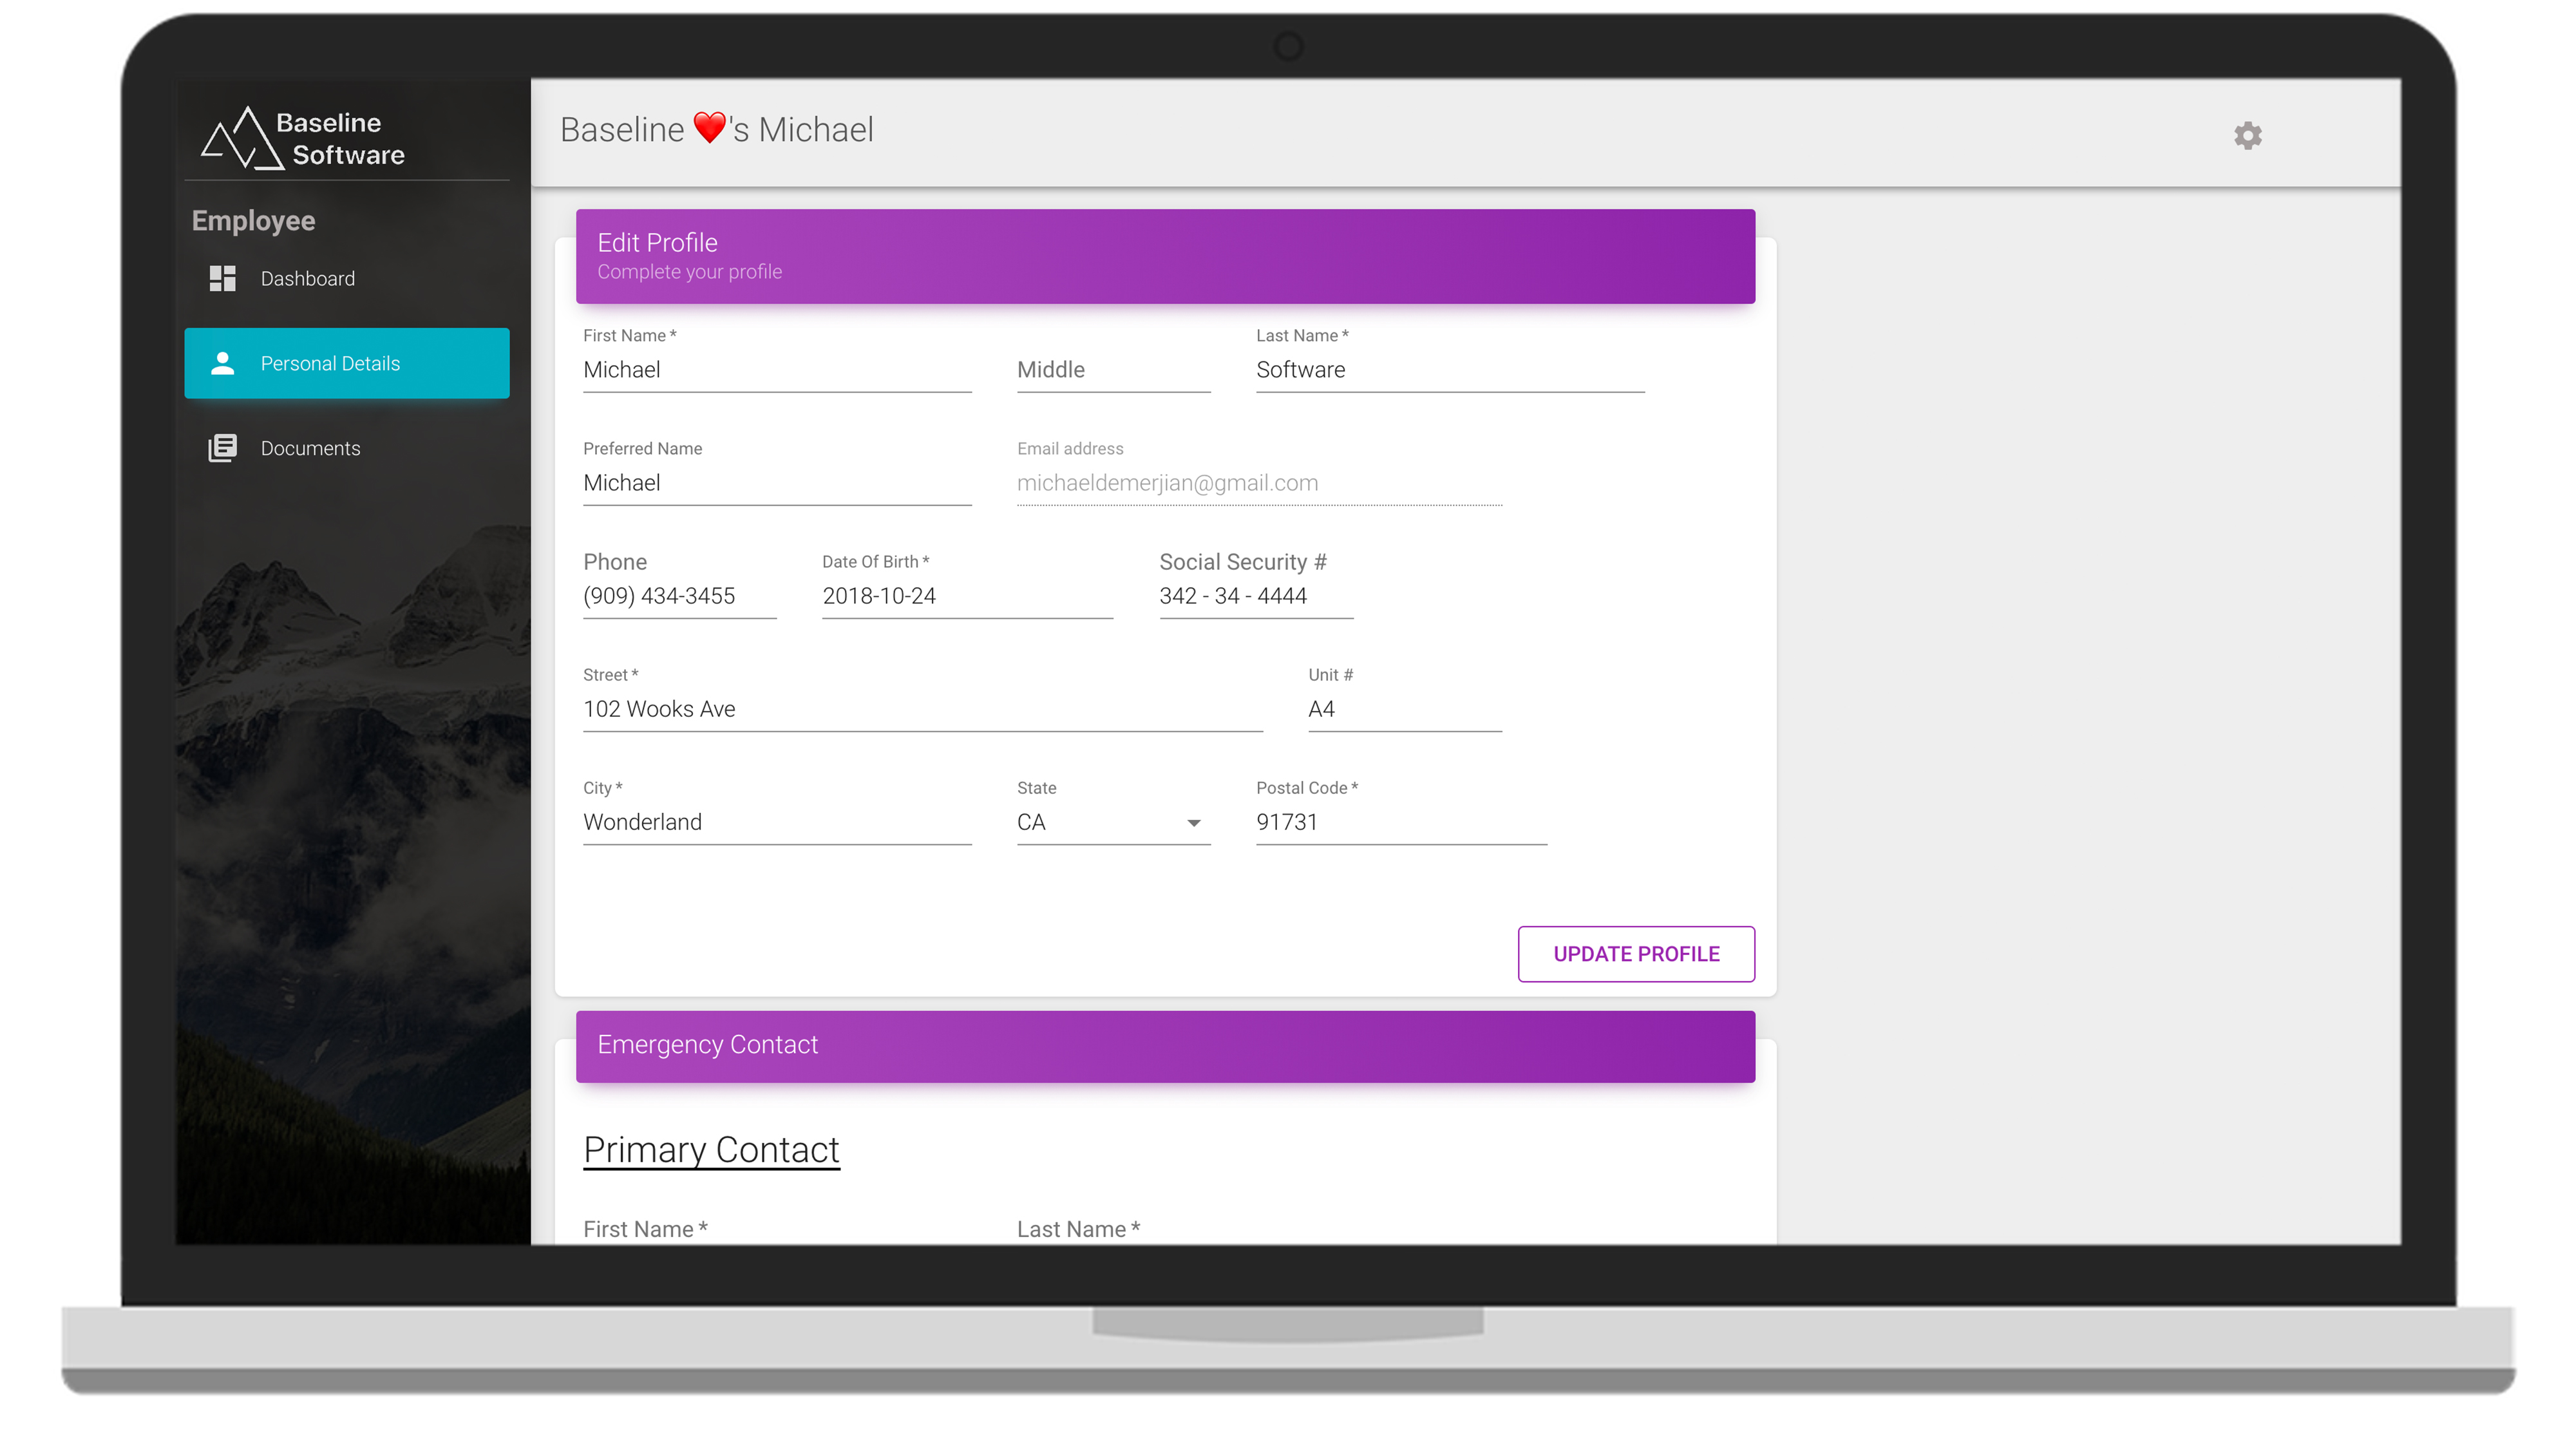 Baseline
Software
Employee
Dashboard
Personal Details
Documents
Baseline ❤️'s Michael
Edit Profile
Complete your profile
First Name *
Michael
Middle
Last Name *
Software
Preferred Name
Michael
Email address
michaeldemerjian@gmail.com
Phone
(909) 434-3455
Date Of Birth *
2018-10-24
Social Security #
342 - 34 - 4444
Street *
102 Wooks Ave
Unit #
A4
City *
Wonderland
State
CA
Postal Code *
91731
UPDATE PROFILE
Emergency Contact
Primary Contact
First Name *
Last Name *